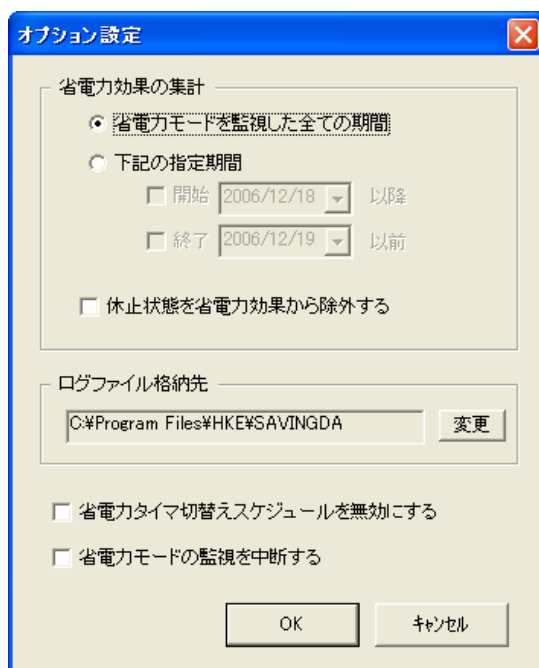 オプション設定
省電力効果の集計
省電力モードを監視した全ての期間
下記の指定期間
開始 2006/12/18 以降
終了 2006/12/19 以前
休止状態を省電力効果から除外する
ログファイル格納先
C:¥Program Files¥HKE¥SAVINGDA 変更
省電力タイマ切替えスケジュールを無効にする
省電力モードの監視を中断する
OK ｷｬﾝｾﾙ